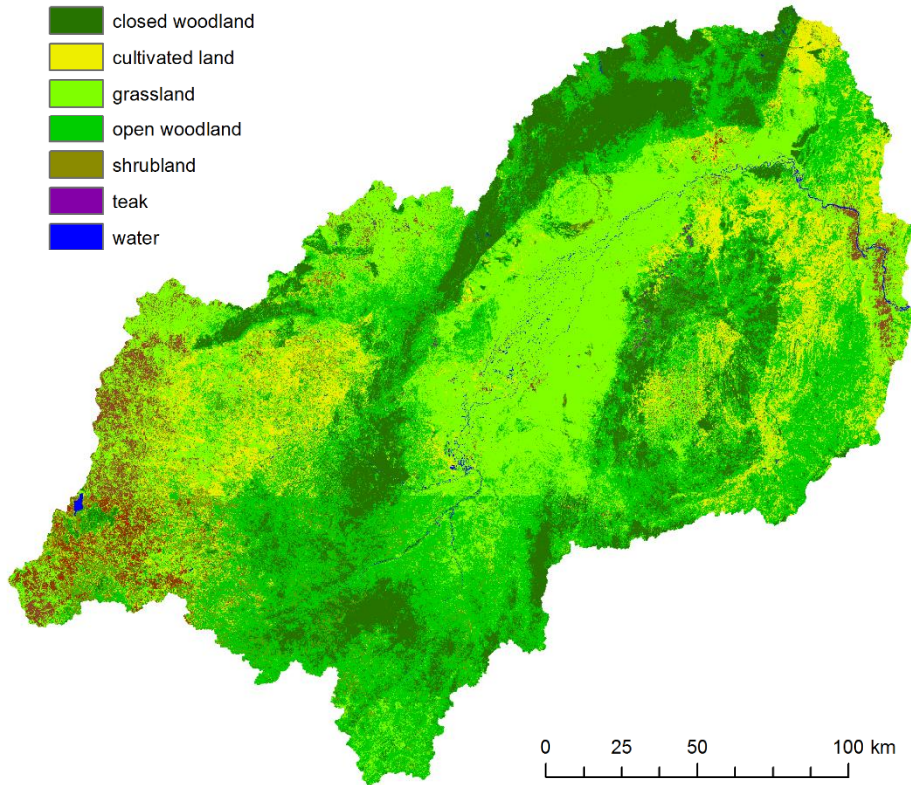 closed woodland
cultivated land
grassland
open woodland
shrubland
teak
water
0 25 50 100 km